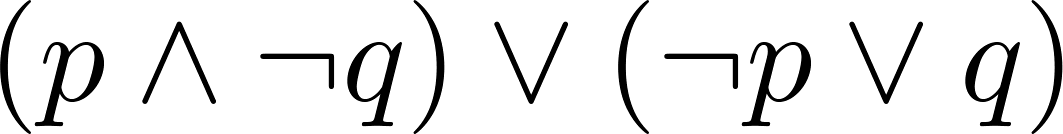 (p ∧ ¬q) ∨ (¬p ∨ q)